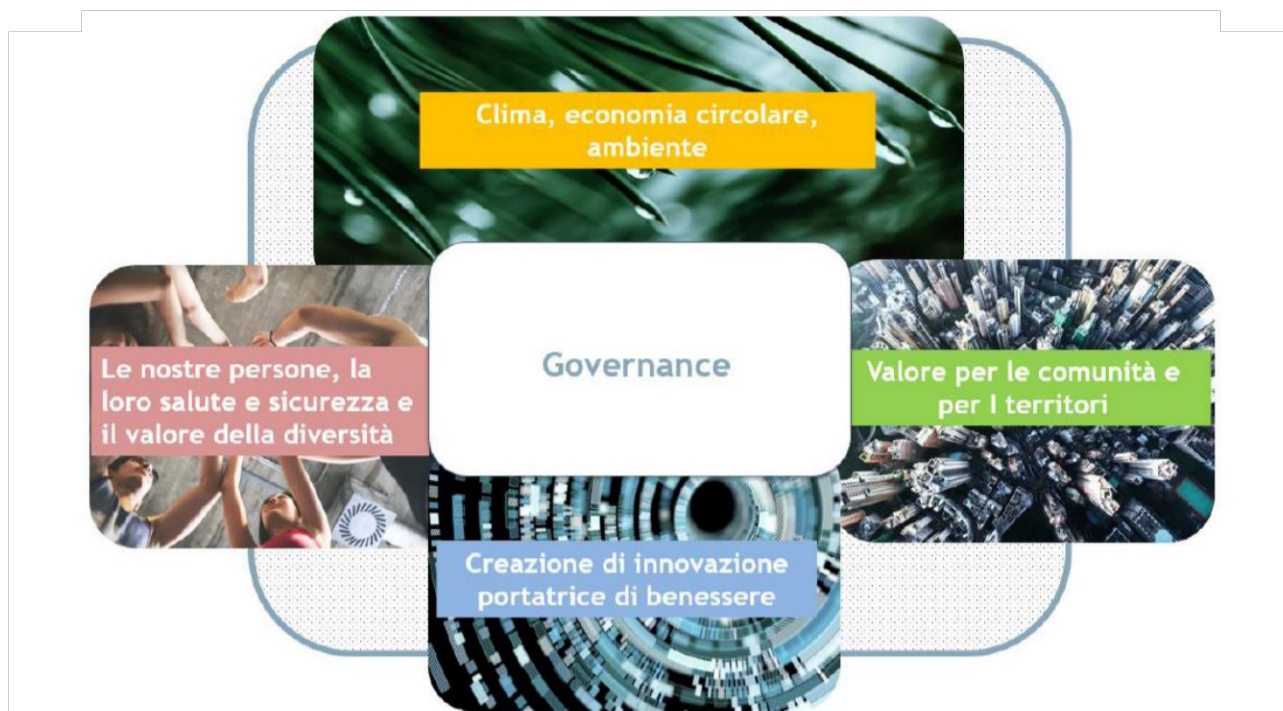 Clima, economia circolare,
ambiente
Le nostre persone, la
loro salute e sicurezza e
il valore della diversità
Governance
Valore per le comunità e
per I territori
Creazione di innovazione
portatrice di benessere